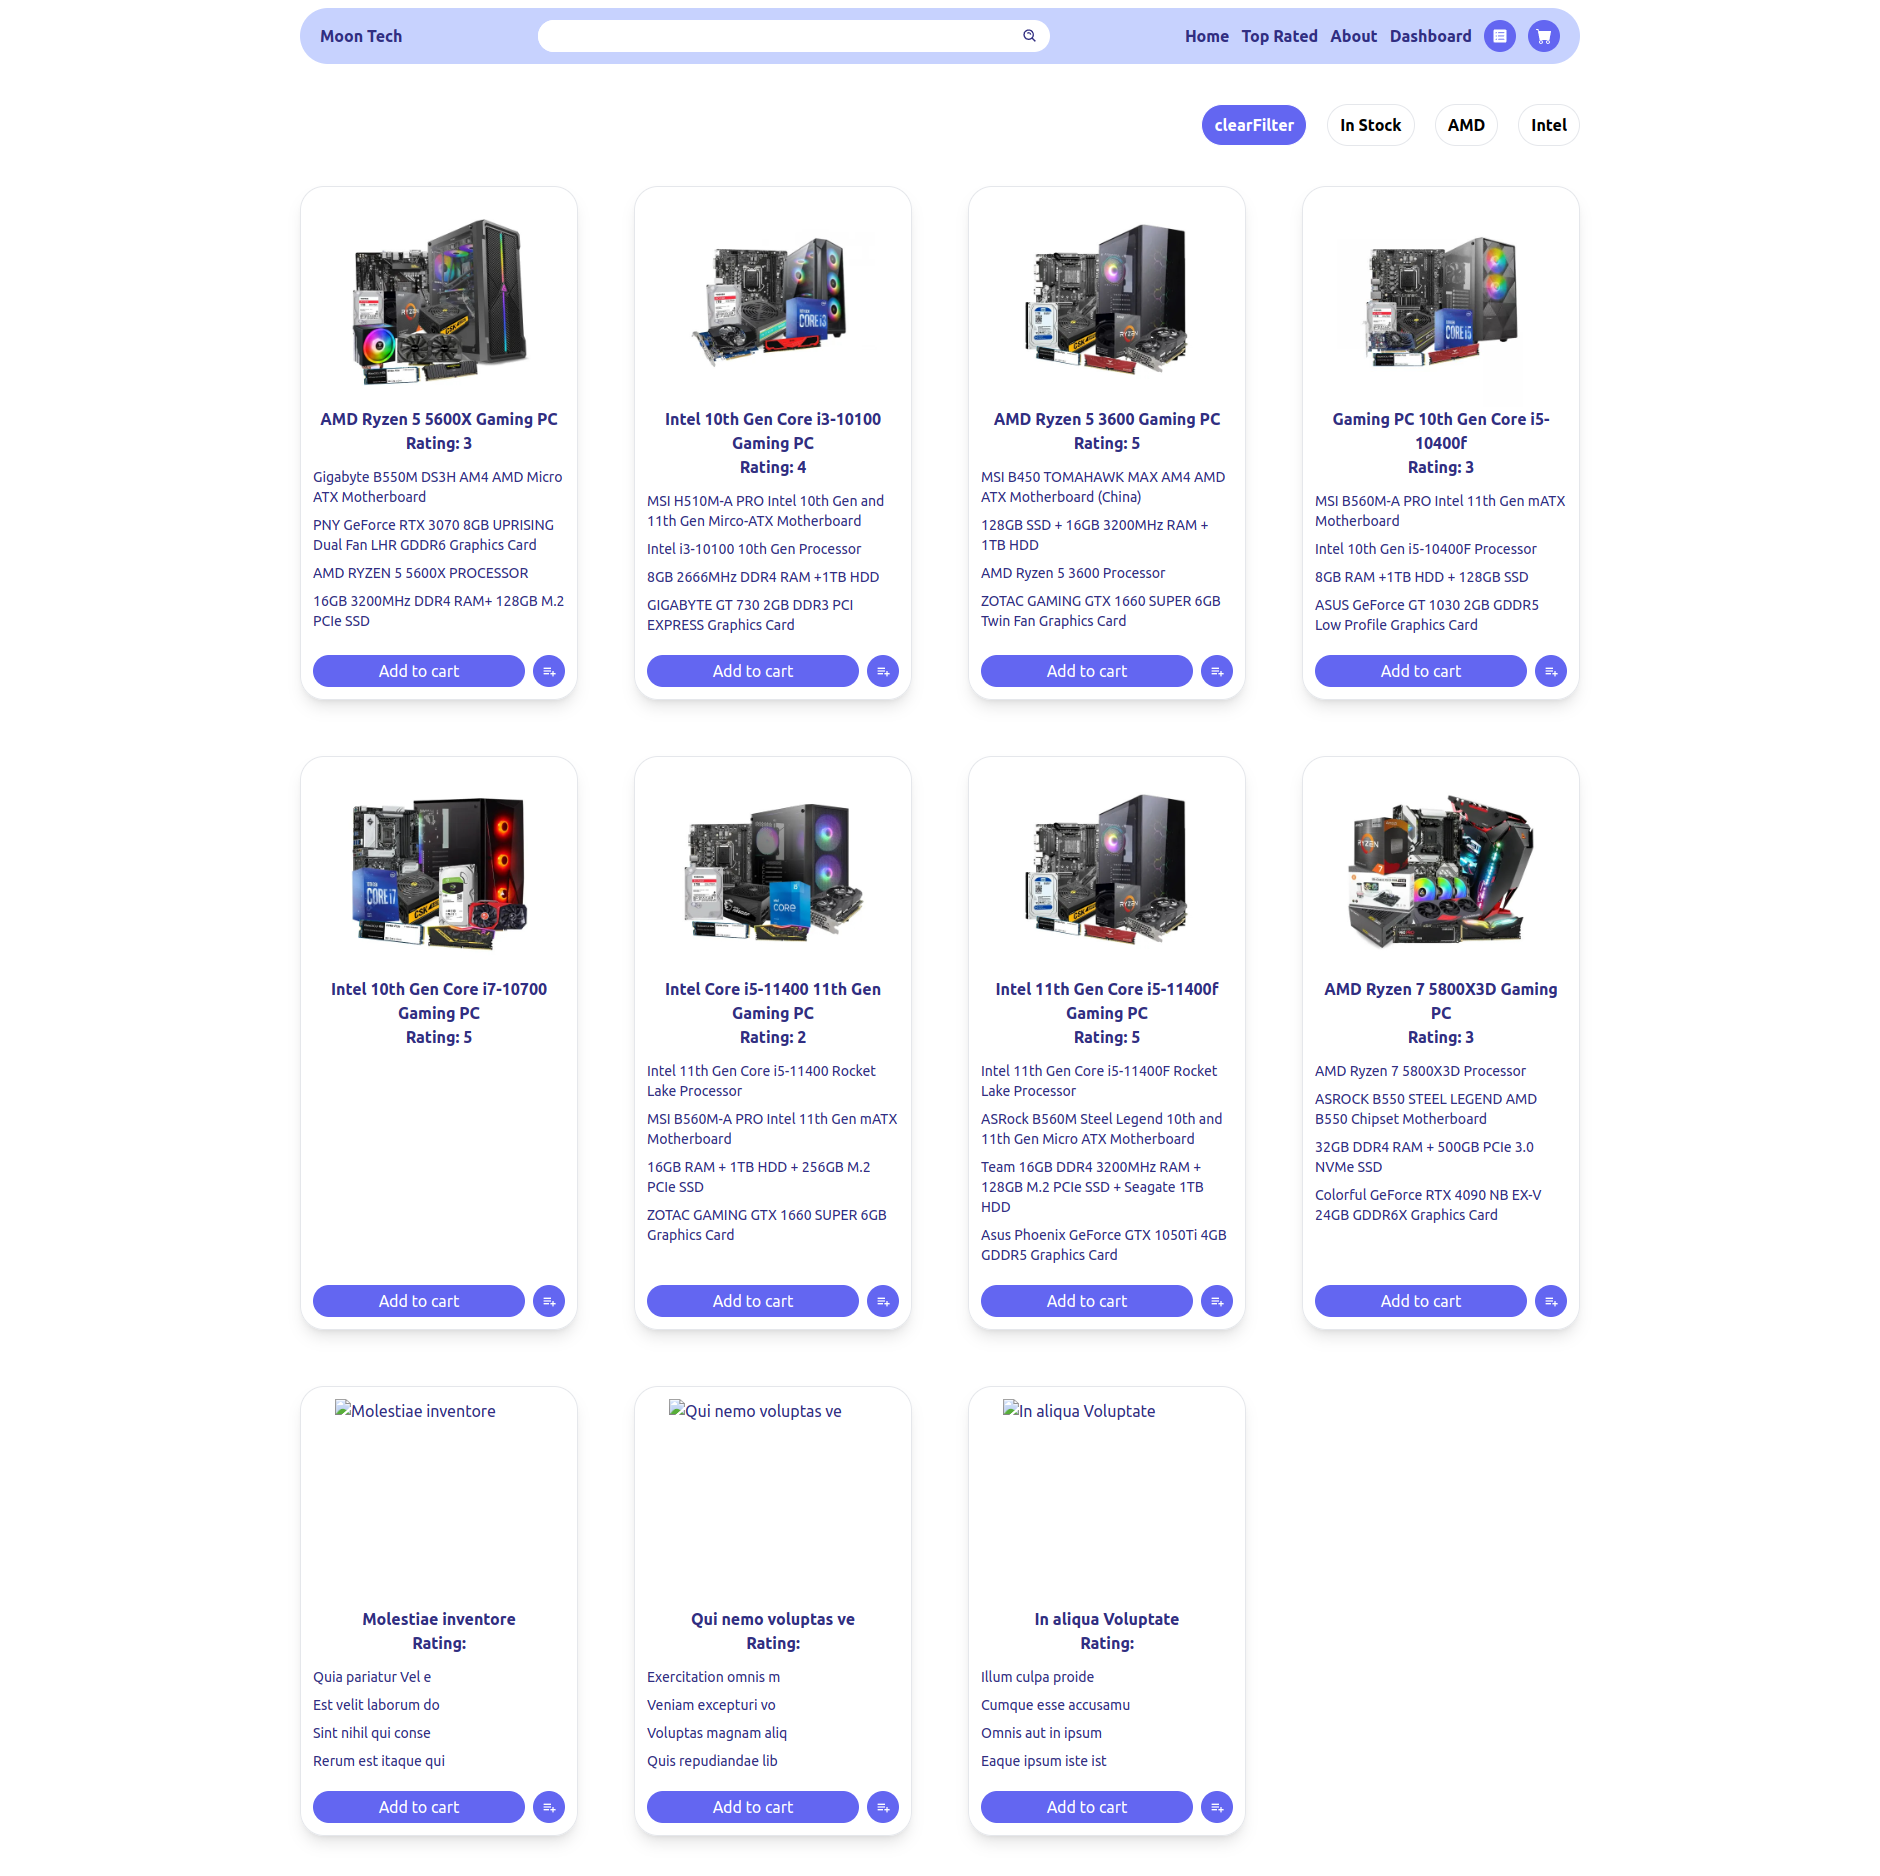 Moon Tech
Home Top Rated About Dashboard
clearFilter In Stock AMD Intel
AMD Ryzen 5 5600X Gaming PC
Rating: 3
Gigabyte B550M DS3H AM4 AMD Micro
ATX Motherboard
PNY GeForce RTX 3070 8GB UPRISING
Dual Fan LHR GDDR6 Graphics Card
AMD RYZEN 5 5600X PROCESSOR
16GB 3200MHz DDR4 RAM+ 128GB M.2
PCIe SSD
Add to cart
CORE i3
Intel 10th Gen Core i3-10100
Gaming PC
Rating: 4
MSI H510M-A PRO Intel 10th Gen and
11th Gen Mirco-ATX Motherboard
Intel i3-10100 10th Gen Processor
8GB 2666MHz DDR4 RAM +1TB HDD
GIGABYTE GT 730 2GB DDR3 PCI
EXPRESS Graphics Card
Add to cart
RYZEN
AMD Ryzen 5 3600 Gaming PC
Rating: 5
MSI B450 TOMAHAWK MAX AM4 AMD
ATX Motherboard (China)
128GB SSD + 16GB 3200MHz RAM +
1TB HDD
AMD Ryzen 5 3600 Processor
ZOTAC GAMING GTX 1660 SUPER 6GB
Twin Fan Graphics Card
Add to cart
CORE i5
Gaming PC 10th Gen Core i5-
10400f
Rating: 3
MSI B560M-A PRO Intel 11th Gen mATX
Motherboard
Intel 10th Gen i5-10400F Processor
8GB RAM +1TB HDD + 128GB SSD
ASUS GeForce GT 1030 2GB GDDR5
Low Profile Graphics Card
Add to cart
CORE i7
Intel 10th Gen Core i7-10700
Gaming PC
Rating: 5
Add to cart
CORE
Intel Core i5-11400 11th Gen
Gaming PC
Rating: 2
Intel 11th Gen Core i5-11400 Rocket
Lake Processor
MSI B560M-A PRO Intel 11th Gen mATX
Motherboard
16GB RAM + 1TB HDD + 256GB M.2
PCIe SSD
ZOTAC GAMING GTX 1660 SUPER 6GB
Graphics Card
Add to cart
RYZEN
Intel 11th Gen Core i5-11400f
Gaming PC
Rating: 5
Intel 11th Gen Core i5-11400F Rocket
Lake Processor
ASRock B560M Steel Legend 10th and
11th Gen Micro ATX Motherboard
Team 16GB DDR4 3200MHz RAM +
128GB M.2 PCIe SSD + Seagate 1TB
HDD
Asus Phoenix GeForce GTX 1050Ti 4GB
GDDR5 Graphics Card
Add to cart
RYZEN
7
AMD Ryzen 7 5800X3D Gaming
PC
Rating: 3
AMD Ryzen 7 5800X3D Processor
ASROCK B550 STEEL LEGEND AMD
B550 Chipset Motherboard
32GB DDR4 RAM + 500GB PCIe 3.0
NVMe SSD
Colorful GeForce RTX 4090 NB EX-V
24GB GDDR6X Graphics Card
Add to cart
Molestiae inventore
Molestiae inventore
Rating:
Quia pariatur Vel e
Est velit laborum do
Sint nihil qui conse
Rerum est itaque qui
Add to cart
Qui nemo voluptas ve
Qui nemo voluptas ve
Rating:
Exercitation omnis m
Veniam excepturi vo
Voluptas magnam aliq
Quis repudiandae lib
Add to cart
In aliqua Voluptate
In aliqua Voluptate
Rating:
Illum culpa proide
Cumque esse accusamu
Omnis aut in ipsum
Eaque ipsum iste ist
Add to cart